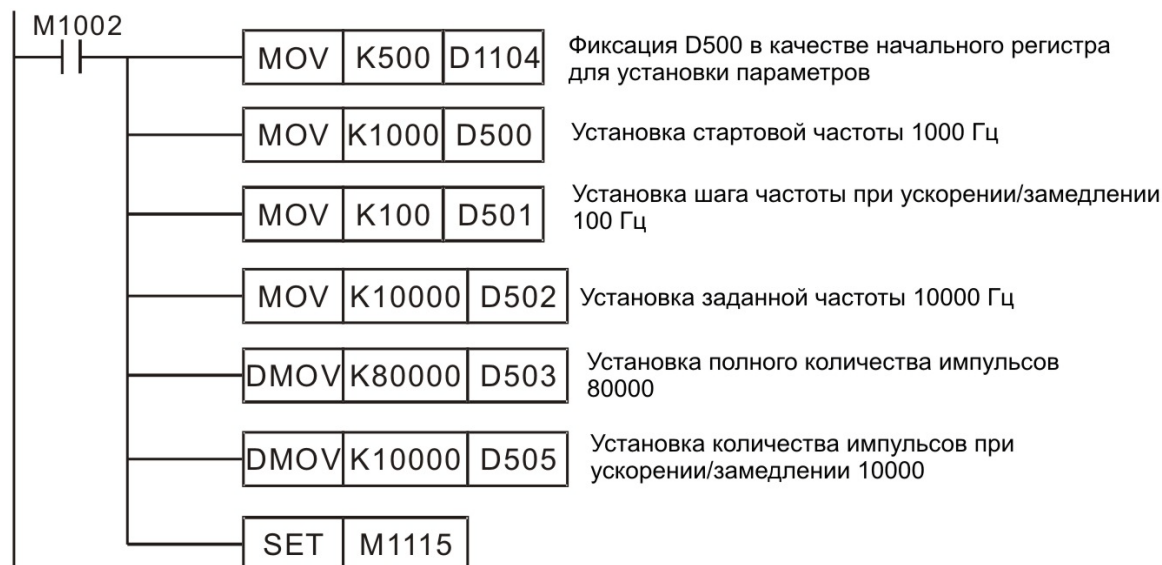 M1002
MOV K500 D1104
Фиксация D500 в качестве начального регистра
для установки параметров
MOV K1000 D500
Установка стартовой частоты 1000 Гц
MOV K100 D501
Установка шага частоты при ускорении/замедлении
100 Гц
MOV K10000 D502
Установка заданной частоты 10000 Гц
DMOV K80000 D503
Установка полного количества импульсов
80000
DMOV K10000 D505
Установка количества импульсов при
ускорении/замедлении 10000
SET M1115